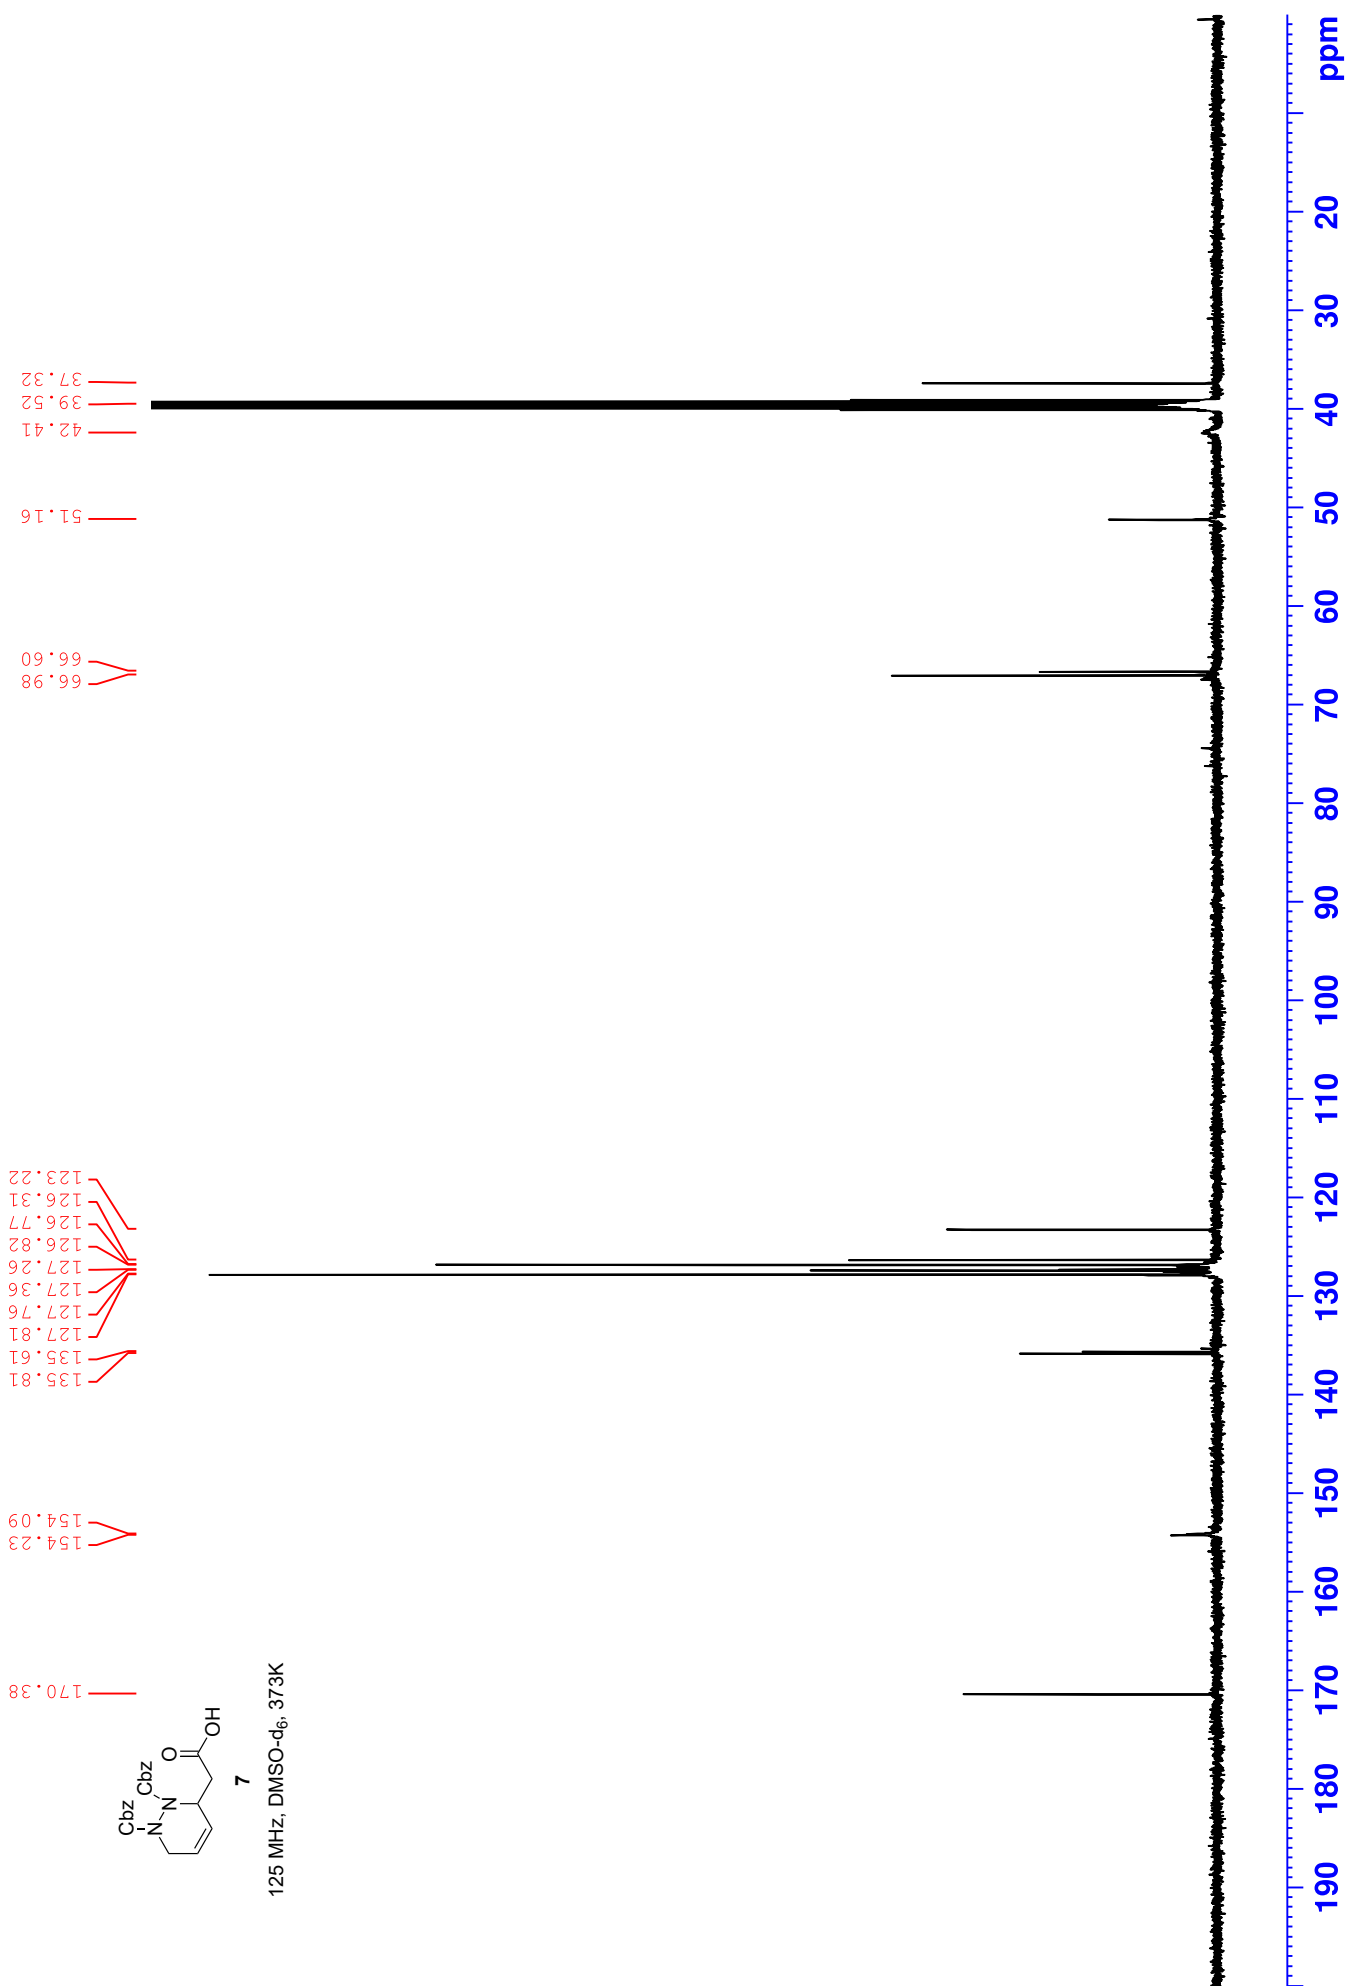 170.38
154.23
154.09
135.81
135.61
127.81
127.76
127.36
127.26
126.82
126.77
126.31
123.22
66.98
66.60
51.16
42.41
39.52
37.32
Cbz
N
N
Cbz
O
OH
7
125 MHz, DMSO-d₆, 373K
190 180 170 160 150 140 130 120 110 100 90 80 70 60 50 40 30 20 ppm